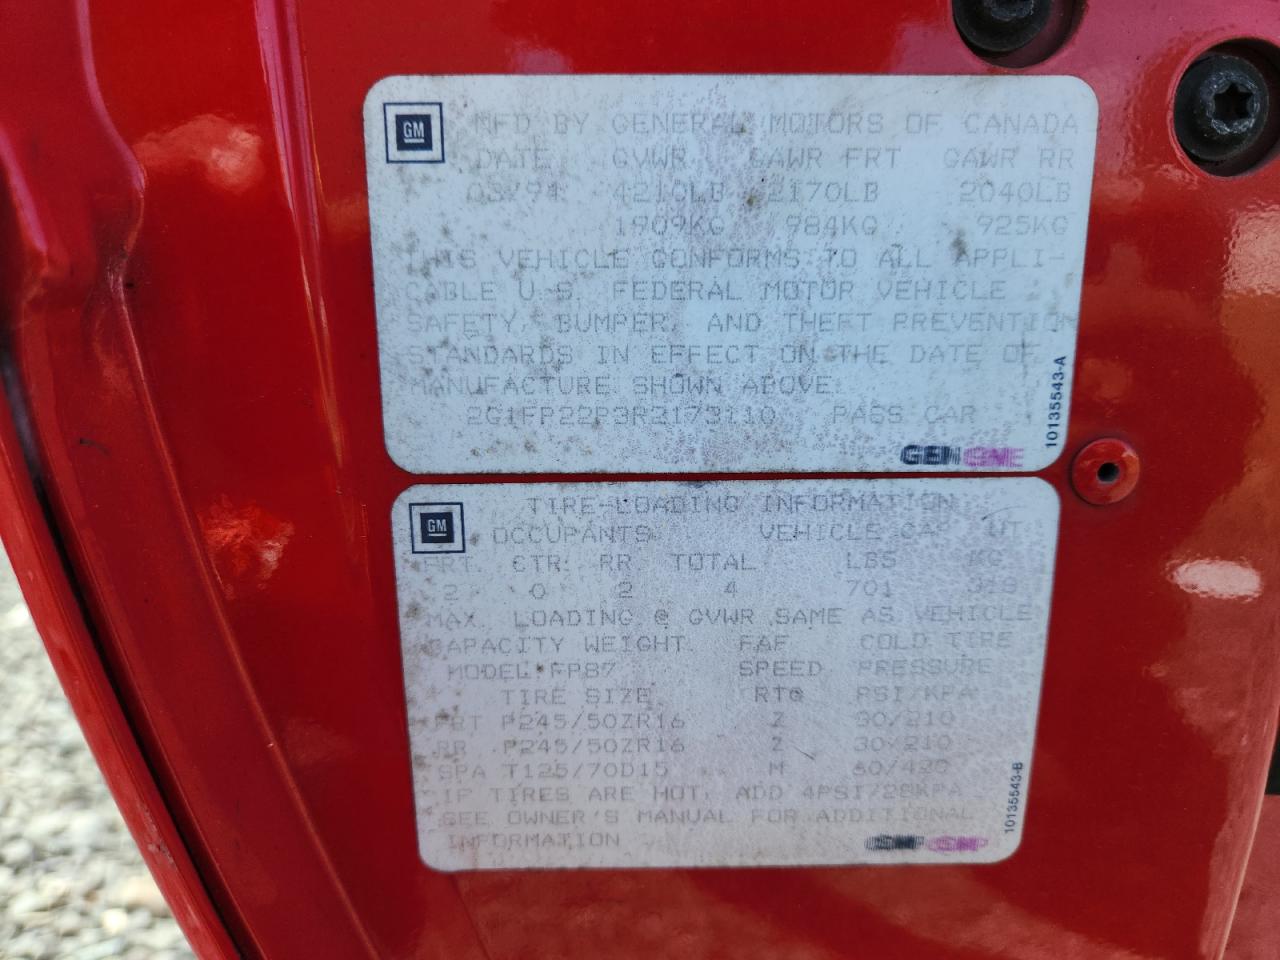 GM
MFD BY GENERAL MOTORS OF CANADA
DATE GVWR GAWR FRT GAWR RR
03/94 4210LB 2170LB 2040LB
1909KG 984KG 925KG
THIS VEHICLE CONFORMS TO ALL APPLI-
CABLE U.S. FEDERAL MOTOR VEHICLE
SAFETY, BUMPER, AND THEFT PREVENTION
STANDARDS IN EFFECT ON THE DATE OF
MANUFACTURE SHOWN ABOVE.
2G1FP22P3R2173110 PASS CAR
10135543-A
GM
TIRE-LOADING INFORMATION
OCCUPANTS VEHICLE CAP WT
FRT CTR RR TOTAL LBS KG
2 0 2 4 701 318
MAX. LOADING @ GVWR SAME AS VEHICLE
CAPACITY WEIGHT FAF COLD TIRE
MODEL: FP87 SPEED PRESSURE
TIRE SIZE RTG PSI/KPA
FRT P245/50ZR16 Z 30/210
RR P245/50ZR16 Z 30/210
SPA T125/70D15 M 60/420
IF TIRES ARE HOT, ADD 4PSI/28KPA
SEE OWNER'S MANUAL FOR ADDITIONAL
INFORMATION
10135543-B